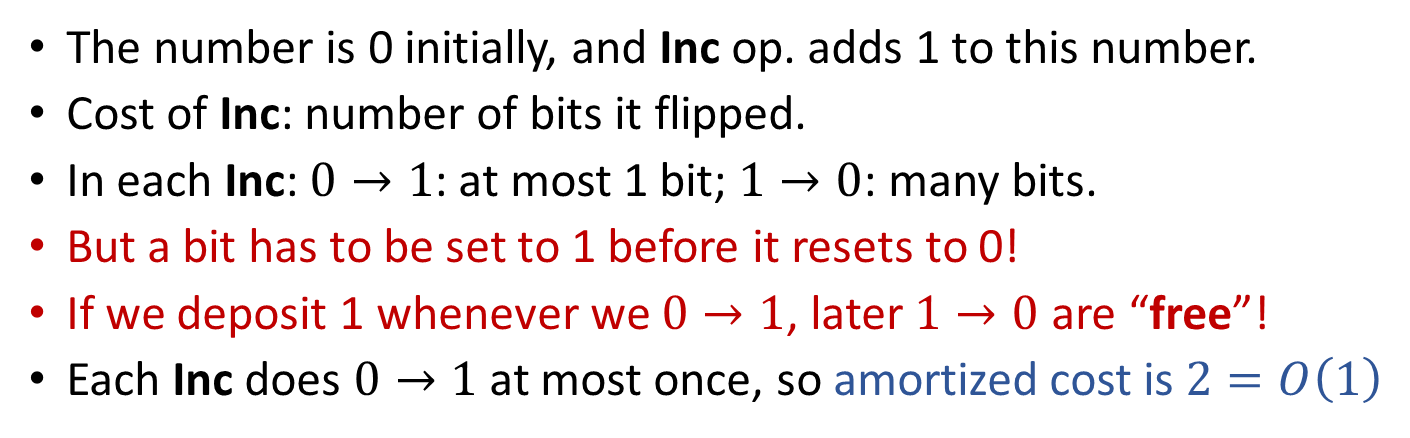 • The number is 0 initially, and Inc op. adds 1 to this number.
• Cost of Inc: number of bits it flipped.
• In each Inc: 0 → 1: at most 1 bit; 1 → 0: many bits.
• But a bit has to be set to 1 before it resets to 0!
• If we deposit 1 whenever we 0 → 1, later 1 → 0 are “free”!
• Each Inc does 0 → 1 at most once, so amortized cost is 2 = O(1)